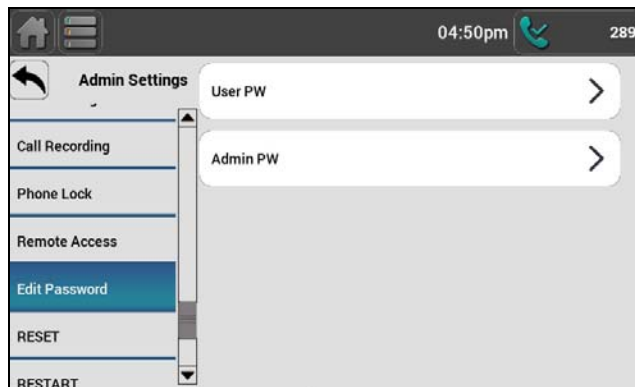 04:50pm
289
Admin Settings
User PW
Call Recording
Admin PW
Phone Lock
Remote Access
Edit Password
RESET
RESTART